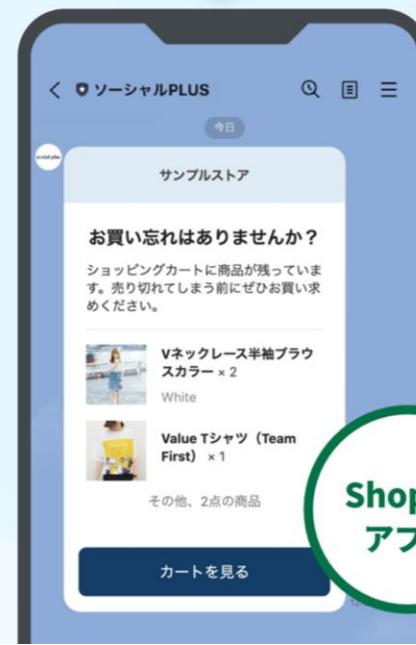 ソーシャルPLUS
今日
サンプルストア
お買い忘れはありませんか？
ショッピングカートに商品が残っていま
す。売り切れてしまう前にぜひお買い求
めください。
Vネックレース半袖ブラウ
スカラー × 2
White
Value Tシャツ（Team
First） × 1
その他、2点の商品
カートを見る
Shop
アプ